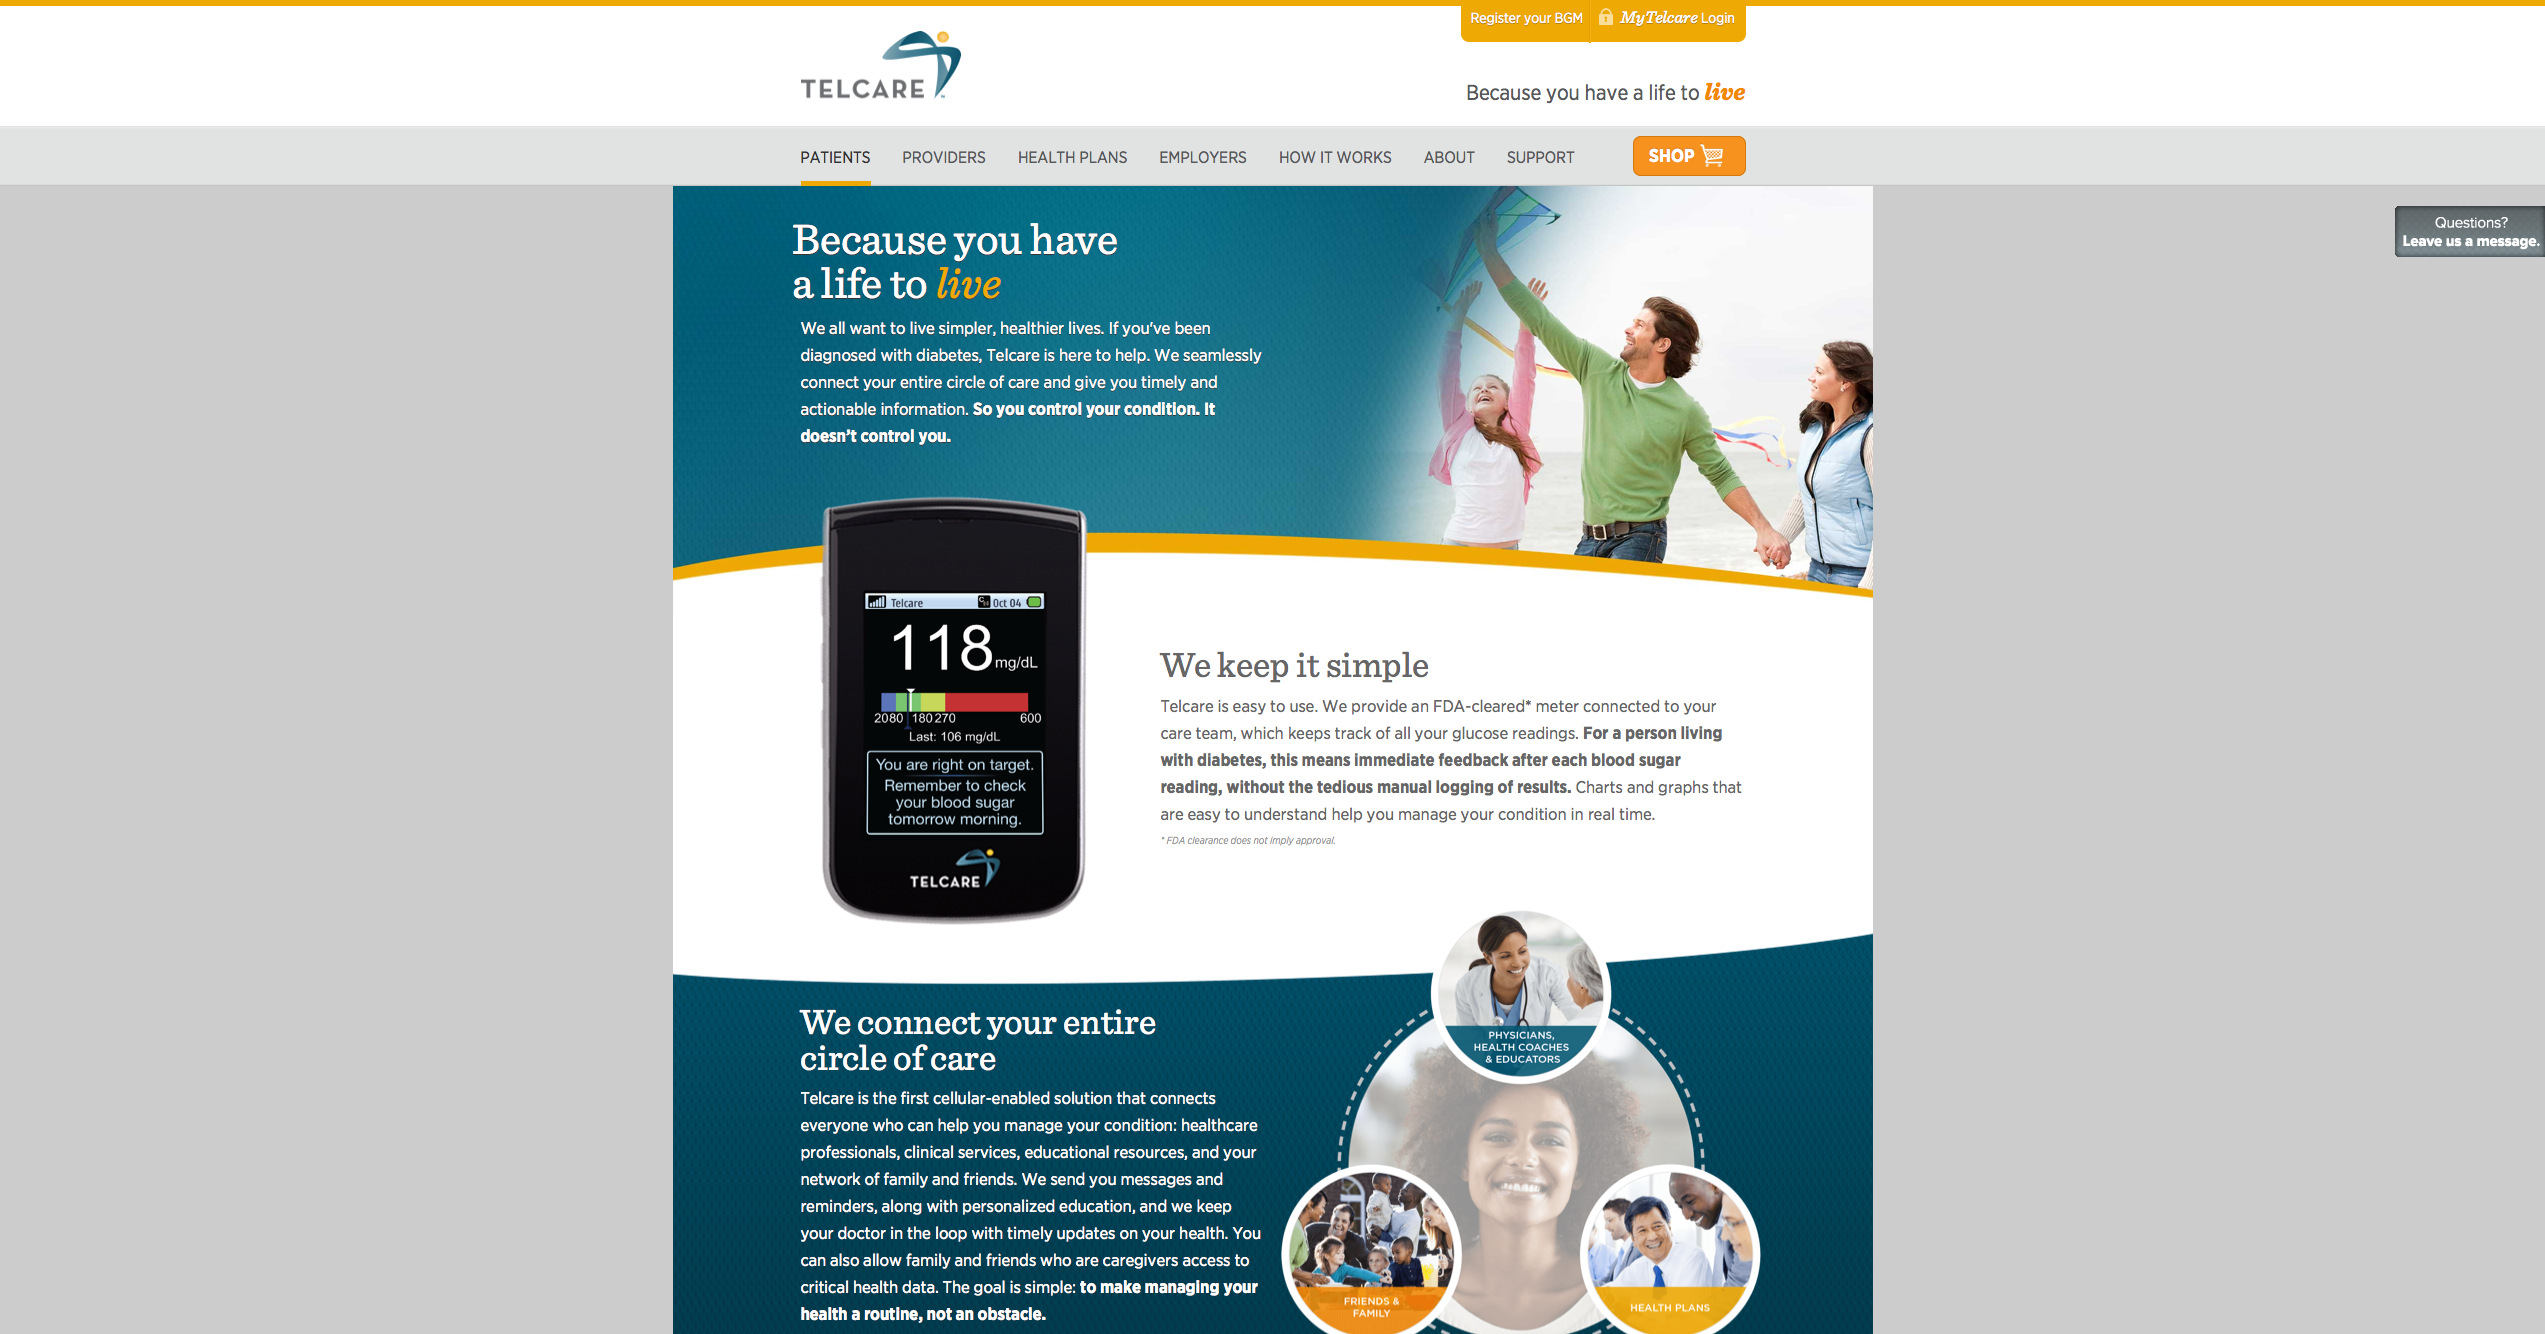 Register your BGM
MyTelcare Login
TELCARE™
Because you have a life to live
PATIENTS PROVIDERS HEALTH PLANS EMPLOYERS HOW IT WORKS ABOUT SUPPORT SHOP
Questions?
Leave us a message.
Because you have
a life to live
We all want to live simpler, healthier lives. If you've been
diagnosed with diabetes, Telcare is here to help. We seamlessly
connect your entire circle of care and give you timely and
actionable information. So you control your condition. It
doesn’t control you.
Telcare Oct 04
118 mg/dL
20 80 180 270 600
Last: 106 mg/dL
You are right on target.
Remember to check
your blood sugar
tomorrow morning.
TELCARE
We keep it simple
Telcare is easy to use. We provide an FDA-cleared* meter connected to your
care team, which keeps track of all your glucose readings. For a person living
with diabetes, this means immediate feedback after each blood sugar
reading, without the tedious manual logging of results. Charts and graphs that
are easy to understand help you manage your condition in real time.
* FDA clearance does not imply approval.
We connect your entire
circle of care
Telcare is the first cellular-enabled solution that connects
everyone who can help you manage your condition: healthcare
professionals, clinical services, educational resources, and your
network of family and friends. We send you messages and
reminders, along with personalized education, and we keep
your doctor in the loop with timely updates on your health. You
can also allow family and friends who are caregivers access to
critical health data. The goal is simple: to make managing your
health a routine, not an obstacle.
PHYSICIANS,
HEALTH COACHES
& EDUCATORS
FRIENDS &
FAMILY
HEALTH PLANS